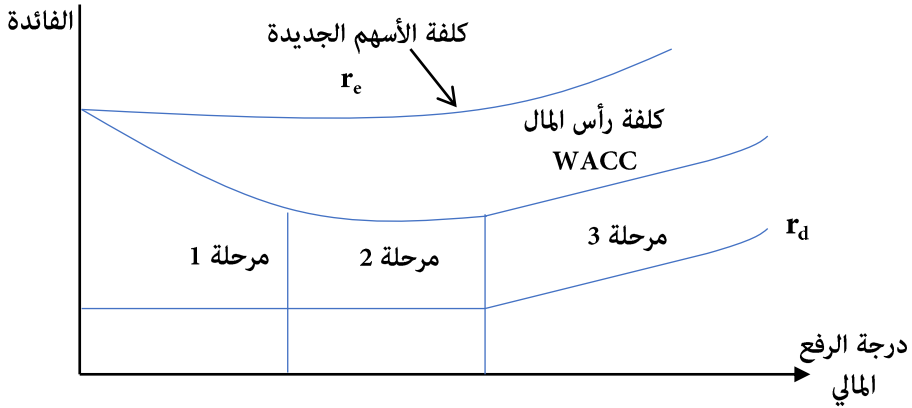 الفائدة
كلفة الأسهم الجديدة
re
كلفة رأس المال
WACC
مرحلة 1
مرحلة 2
مرحلة 3
rd
درجة الرفع
المالي